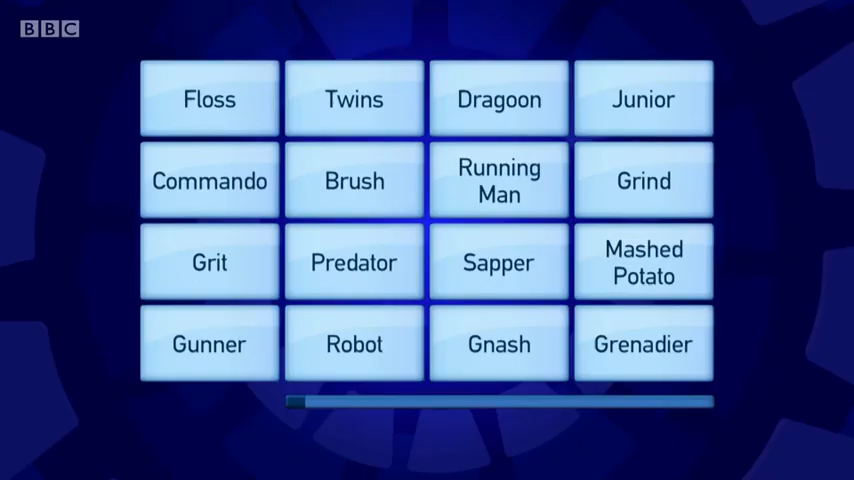 BBC
Floss
Twins
Dragoon
Junior
Commando
Brush
Running
Man
Grind
Grit
Predator
Sapper
Mashed
Potato
Gunner
Robot
Gnash
Grenadier